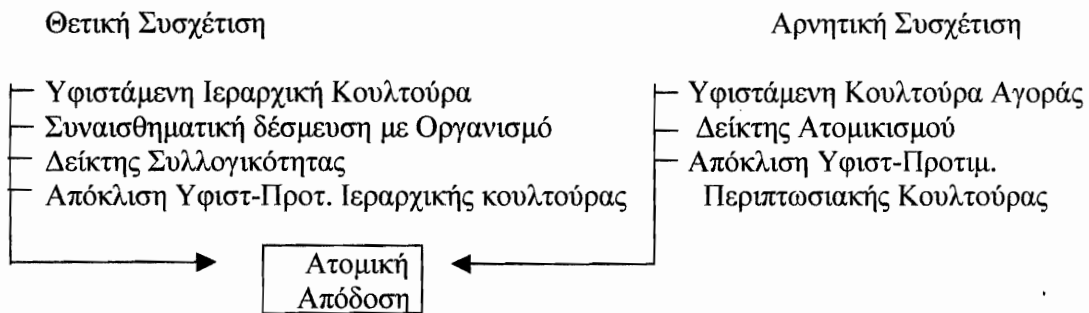 Θετική Συσχέτιση
Υφιστάμενη Ιεραρχική Κουλτούρα
Συναισθηματική δέσμευση με Οργανισμό
Δείκτης Συλλογικότητας
Απόκλιση Υφιστ-Προτ. Ιεραρχικής κουλτούρας
Αρνητική Συσχέτιση
Υφιστάμενη Κουλτούρα Αγοράς
Δείκτης Ατομικισμού
Απόκλιση Υφιστ-Προτιμ.
Περιπτωσιακής Κουλτούρας
Ατομική
Απόδοση